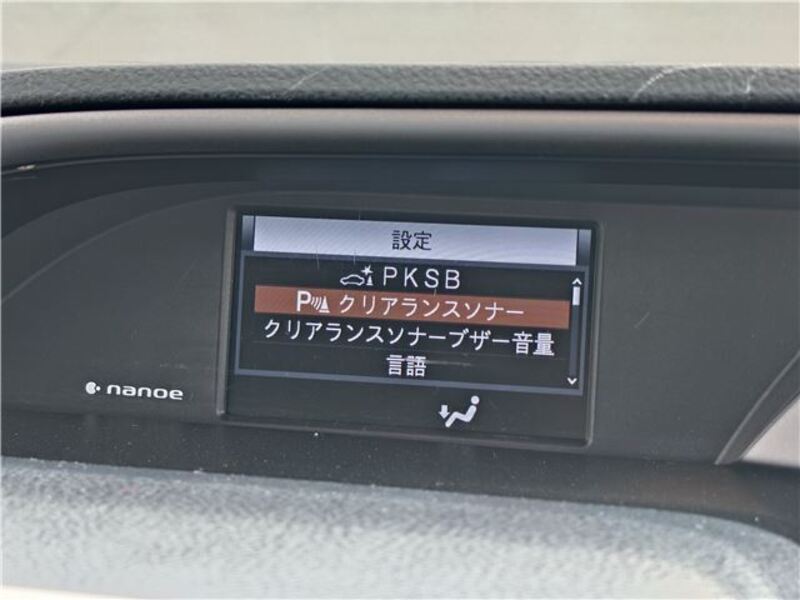 設定
PKSB
P クリアランスソナー
クリアランスソナーブザー音量
言語
nanoe